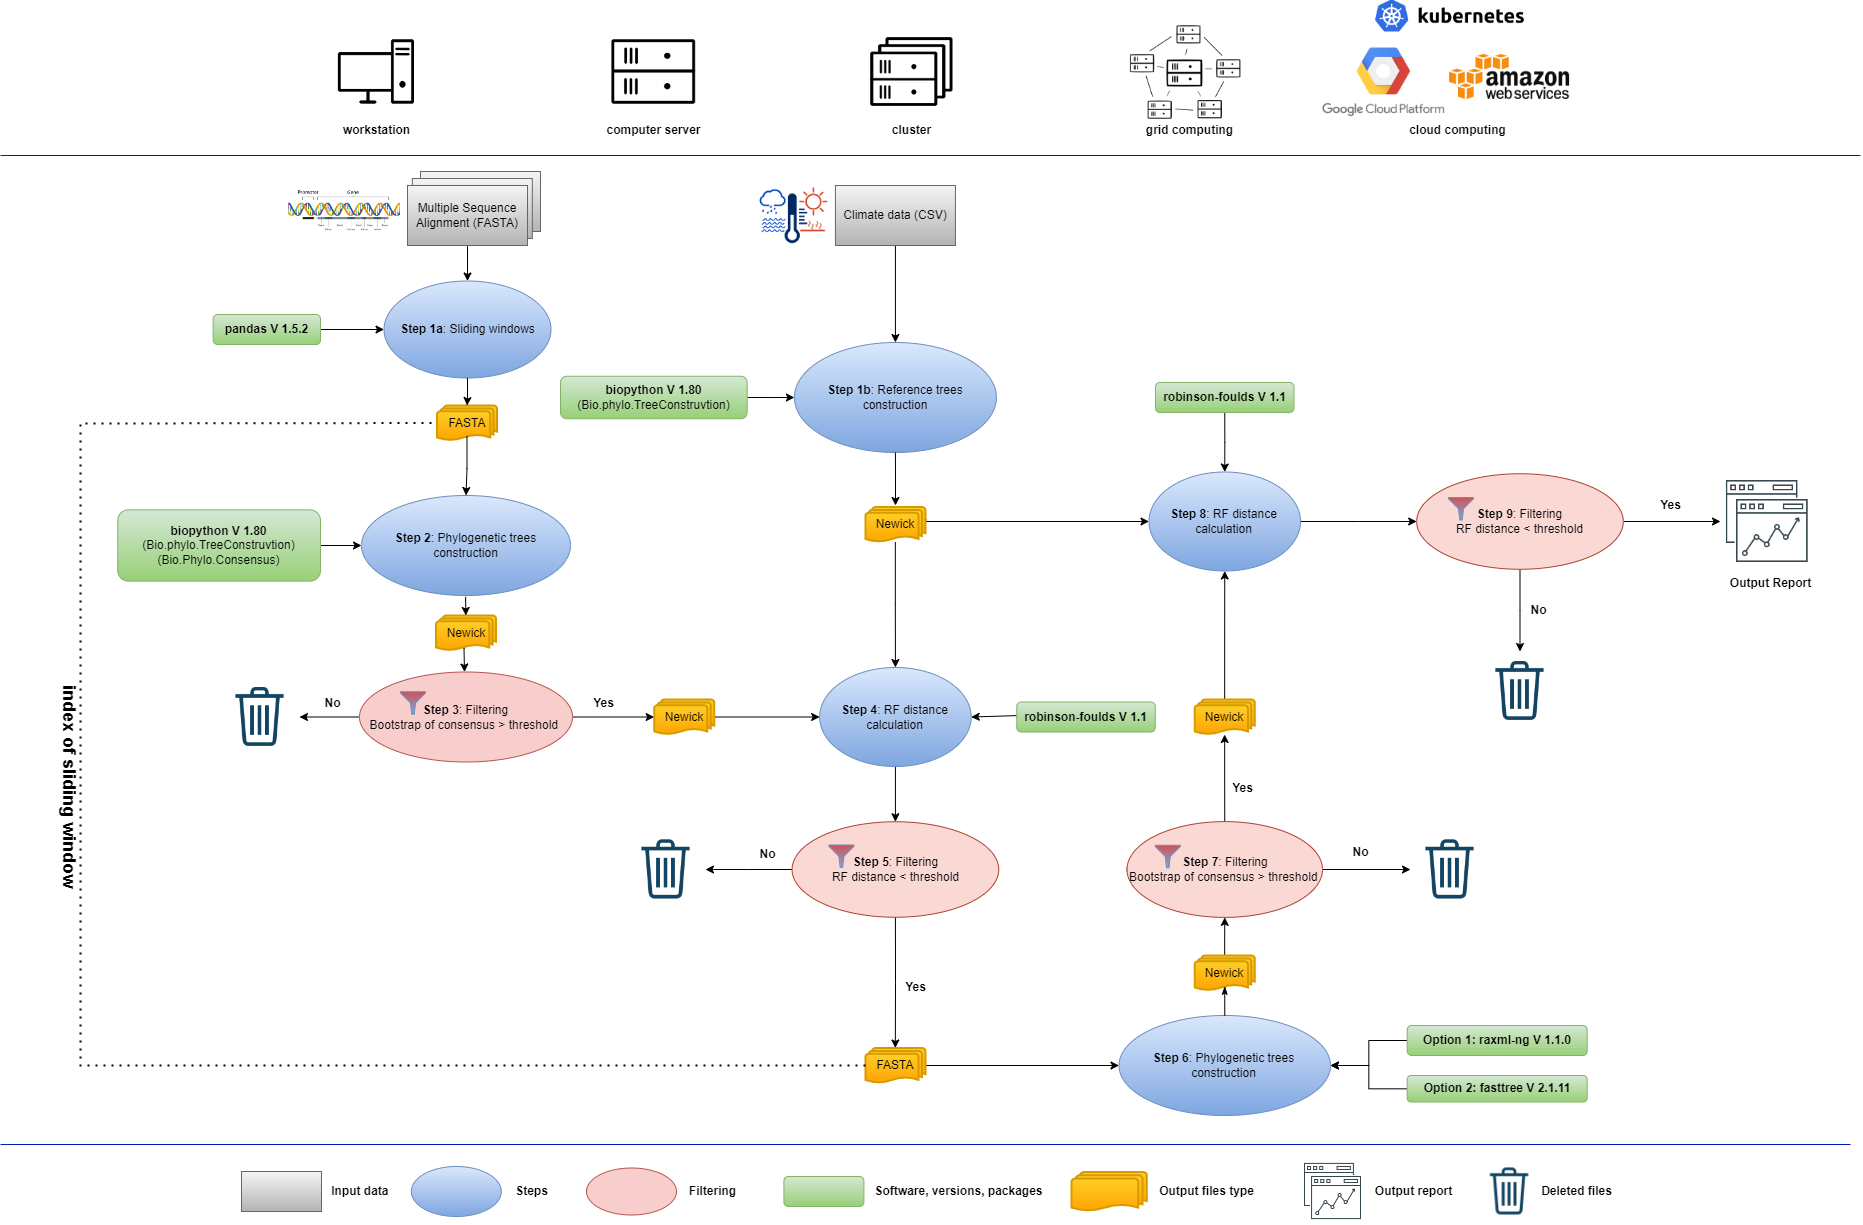 kubernetes
Google Cloud Platform
amazon
web services
workstation
computer server
cluster
grid computing
cloud computing
Promoter
Gene
Multiple Sequence
Alignment (FASTA)
Climate data (CSV)
pandas V 1.5.2
Step 1a: Sliding windows
biopython V 1.80
(Bio.phylo.TreeConstruvtion)
Step 1b: Reference trees
construction
robinson-foulds V 1.1
FASTA
biopython V 1.80
(Bio.phylo.TreeConstruvtion)
(Bio.Phylo.Consensus)
Step 2: Phylogenetic trees
construction
Newick
Step 8: RF distance
calculation
Step 9: Filtering
RF distance < threshold
Yes
Output Report
No
Newick
No
Step 3: Filtering
Bootstrap of consensus > threshold
Yes
Newick
Step 4: RF distance
calculation
robinson-foulds V 1.1
Newick
Yes
index of sliding window
No
Step 5: Filtering
RF distance < threshold
Step 7: Filtering
Bootstrap of consensus > threshold
No
Newick
Yes
FASTA
Step 6: Phylogenetic trees
construction
Option 1: raxml-ng V 1.1.0
Option 2: fasttree V 2.1.11
Input data
Steps
Filtering
Software, versions, packages
Output files type
Output report
Deleted files